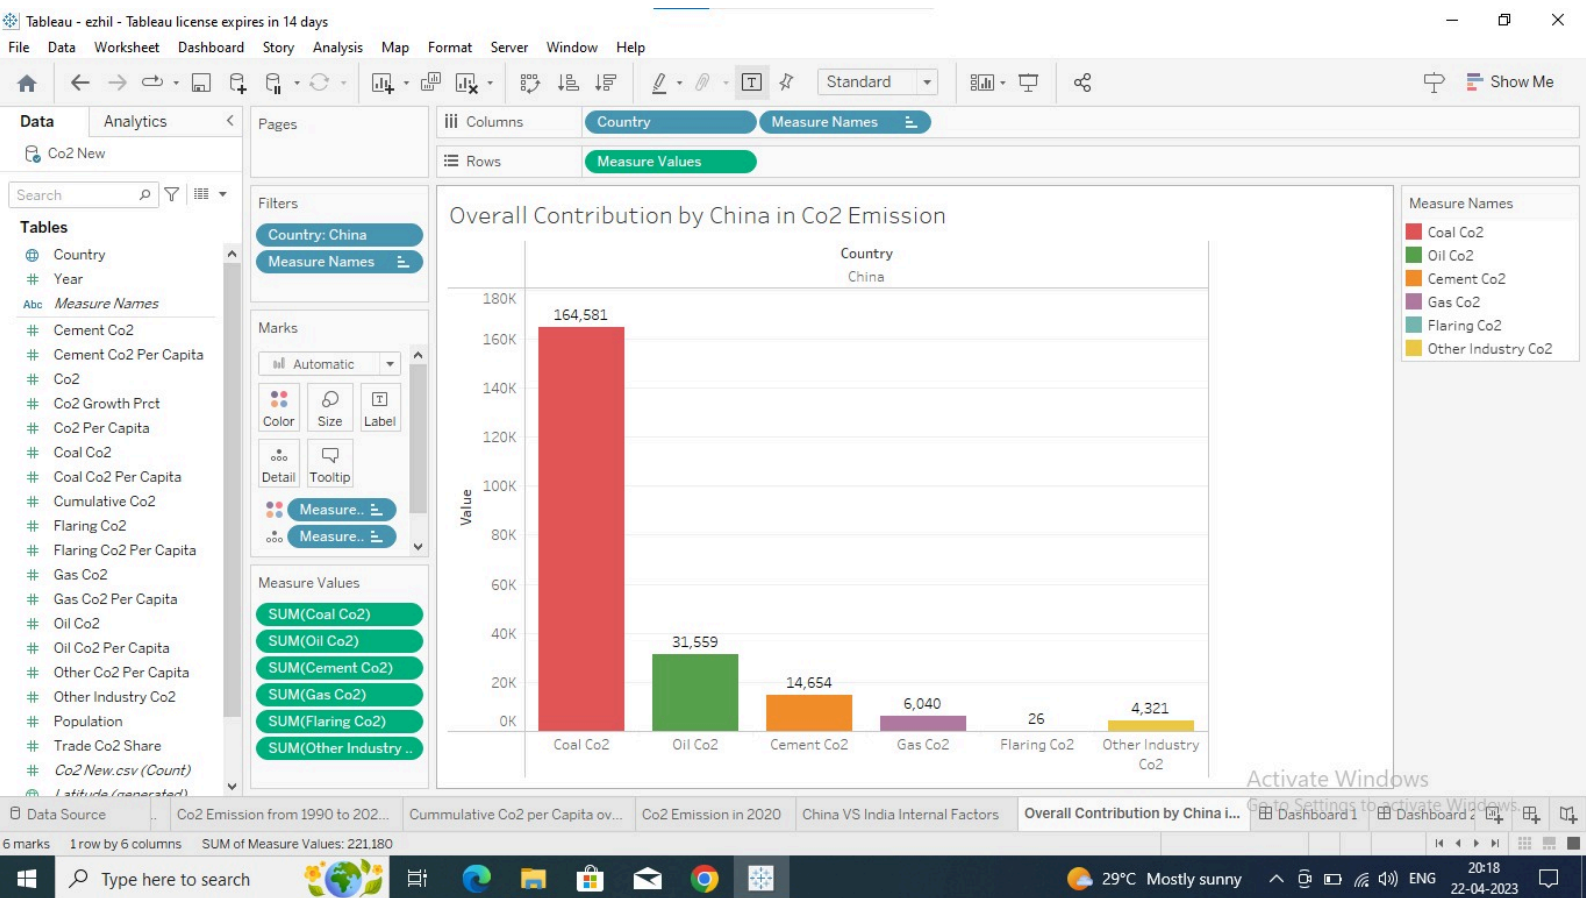 Tableau - ezhil - Tableau license expires in 14 days
File Data Worksheet Dashboard Story Analysis Map Format Server Window Help
Standard
Show Me
Data Analytics
Co2 New
Search
Tables
Country
Year
Abc Measure Names
Cement Co2
Cement Co2 Per Capita
Co2
Co2 Growth Prct
Co2 Per Capita
Coal Co2
Coal Co2 Per Capita
Cumulative Co2
Flaring Co2
Flaring Co2 Per Capita
Gas Co2
Gas Co2 Per Capita
Oil Co2
Oil Co2 Per Capita
Other Co2 Per Capita
Other Industry Co2
Population
Trade Co2 Share
Co2 New.csv (Count)
Latitude (generated)
Pages
Filters
Country: China
Measure Names
Marks
Automatic
Color Size Label
Detail Tooltip
Measure..
Measure..
Measure Values
SUM(Coal Co2)
SUM(Oil Co2)
SUM(Cement Co2)
SUM(Gas Co2)
SUM(Flaring Co2)
SUM(Other Industry ..
Columns Country Measure Names
Rows Measure Values
Overall Contribution by China in Co2 Emission
Country
China
Value
180K
160K
140K
120K
100K
80K
60K
40K
20K
0K
164,581
31,559
14,654
6,040
26
4,321
Coal Co2 Oil Co2 Cement Co2 Gas Co2 Flaring Co2 Other Industry
Co2
Measure Names
Coal Co2
Oil Co2
Cement Co2
Gas Co2
Flaring Co2
Other Industry Co2
Activate Windows
Go to Settings to activate Windows.
Data Source .. Co2 Emission from 1990 to 202... Cummulative Co2 per Capita ov... Co2 Emission in 2020 China VS India Internal Factors Overall Contribution by China i... Dashboard 1 Dashboard 2
6 marks 1 row by 6 columns SUM of Measure Values: 221,180
Type here to search
29°C Mostly sunny
ENG
20:18
22-04-2023